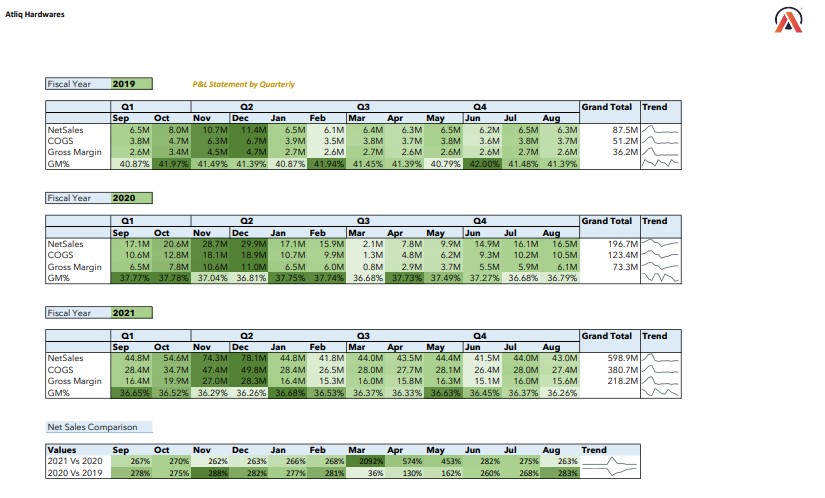 Atliq Hardwares
Fiscal Year 2019 P&L Statement by Quarterly
Q1 Q2 Q3 Q4 Grand Total Trend
Sep Oct Nov Dec Jan Feb Mar Apr May Jun Jul Aug
NetSales 6.5M 8.0M 10.7M 11.4M 6.5M 6.1M 6.4M 6.3M 6.5M 6.2M 6.5M 6.3M 87.5M
COGS 3.8M 4.7M 6.3M 6.7M 3.9M 3.5M 3.8M 3.7M 3.8M 3.6M 3.8M 3.7M 51.2M
Gross Margin 2.6M 3.4M 4.5M 4.7M 2.7M 2.6M 2.7M 2.6M 2.6M 2.6M 2.7M 2.6M 36.2M
GM% 40.87% 41.97% 41.49% 41.39% 40.87% 41.94% 41.45% 41.39% 40.79% 42.00% 41.48% 41.39%
Fiscal Year 2020
Q1 Q2 Q3 Q4 Grand Total Trend
Sep Oct Nov Dec Jan Feb Mar Apr May Jun Jul Aug
NetSales 17.1M 20.6M 28.7M 29.9M 17.1M 15.9M 2.1M 7.8M 9.9M 14.9M 16.1M 16.5M 196.7M
COGS 10.6M 12.8M 18.1M 18.9M 10.7M 9.9M 1.3M 4.8M 6.2M 9.3M 10.2M 10.5M 123.4M
Gross Margin 6.5M 7.8M 10.6M 11.0M 6.5M 6.0M 0.8M 2.9M 3.7M 5.5M 5.9M 6.1M 73.3M
GM% 37.77% 37.78% 37.04% 36.81% 37.75% 37.74% 36.68% 37.73% 37.49% 37.27% 36.68% 36.79%
Fiscal Year 2021
Q1 Q2 Q3 Q4 Grand Total Trend
Sep Oct Nov Dec Jan Feb Mar Apr May Jun Jul Aug
NetSales 44.8M 54.6M 74.3M 78.1M 44.8M 41.8M 44.0M 43.5M 44.4M 41.5M 44.0M 43.0M 598.9M
COGS 28.4M 34.7M 47.4M 49.8M 28.4M 26.5M 28.0M 27.7M 28.1M 26.4M 28.0M 27.4M 380.7M
Gross Margin 16.4M 19.9M 27.0M 28.3M 16.4M 15.3M 16.0M 15.8M 16.3M 15.1M 16.0M 15.6M 218.2M
GM% 36.65% 36.52% 36.29% 36.26% 36.68% 36.53% 36.37% 36.33% 36.63% 36.45% 36.37% 36.26%
Net Sales Comparison
Values Sep Oct Nov Dec Jan Feb Mar Apr May Jun Jul Aug Trend
2021 Vs 2020 267% 270% 262% 263% 266% 268% 2092% 574% 453% 282% 275% 263%
2020 Vs 2019 278% 275% 288% 282% 277% 281% 36% 130% 162% 260% 268% 283%